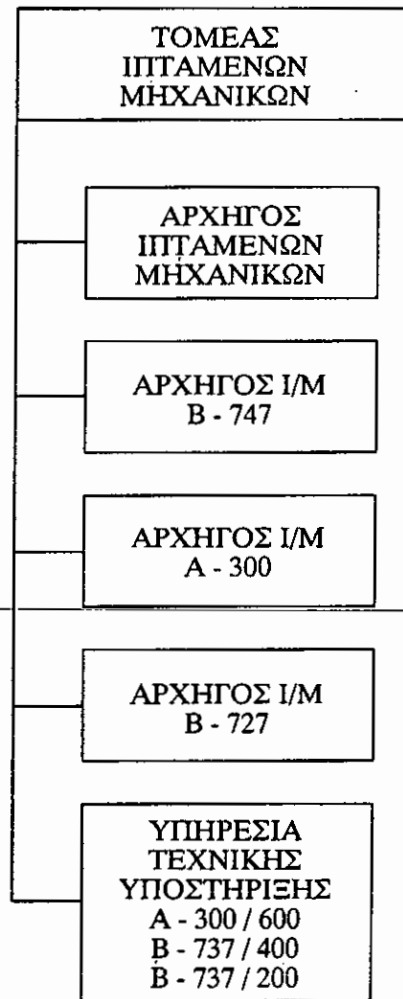 ΤΟΜΕΑΣ
ΙΠΤΑΜΕΝΩΝ
ΜΗΧΑΝΙΚΩΝ
ΑΡΧΗΓΟΣ
ΙΠΤΑΜΕΝΩΝ
ΜΗΧΑΝΙΚΩΝ
ΑΡΧΗΓΟΣ Ι/Μ
Β - 747
ΑΡΧΗΓΟΣ Ι/Μ
Α - 300
ΑΡΧΗΓΟΣ Ι/Μ
Β - 727
ΥΠΗΡΕΣΙΑ
ΤΕΧΝΙΚΗΣ
ΥΠΟΣΤΗΡΙΞΗΣ
Α - 300 / 600
Β - 737 / 400
Β - 737 / 200